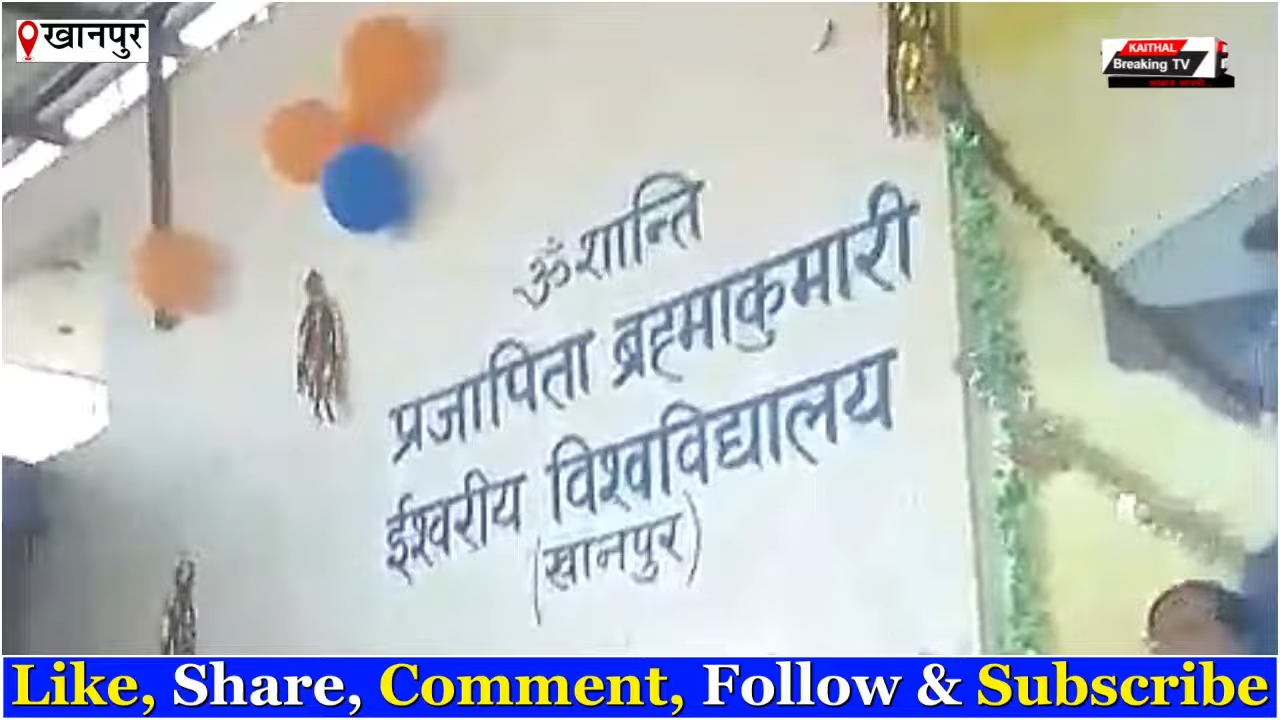 खानपुर
KAITHAL
Breaking TV
ॐ शान्ति
प्रजापिता ब्रह्माकुमारी
ईश्वरीय विश्वविद्यालय
(खानपुर)
Like, Share, Comment, Follow & Subscribe